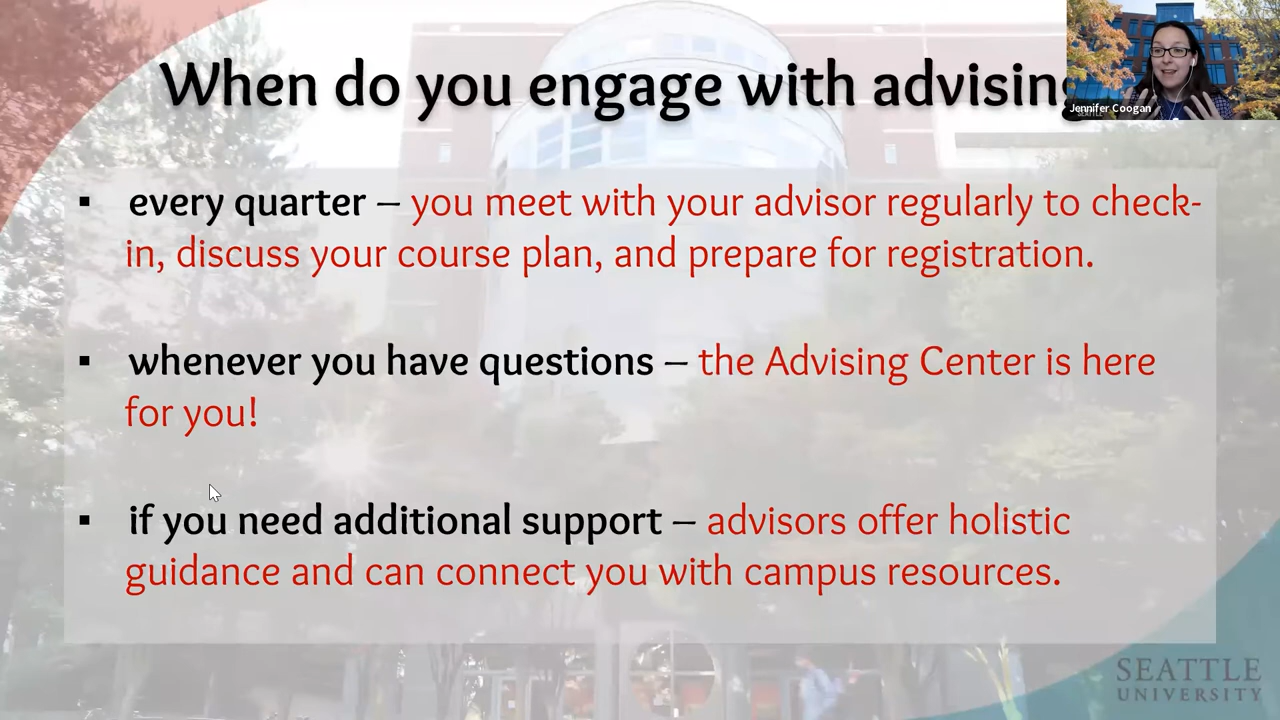 When do you engage with advising
Jennifer Coogan
▪ every quarter – you meet with your advisor regularly to check-
in, discuss your course plan, and prepare for registration.
▪ whenever you have questions – the Advising Center is here
for you!
▪ if you need additional support – advisors offer holistic
guidance and can connect you with campus resources.
SEATTLE
UNIVERSITY